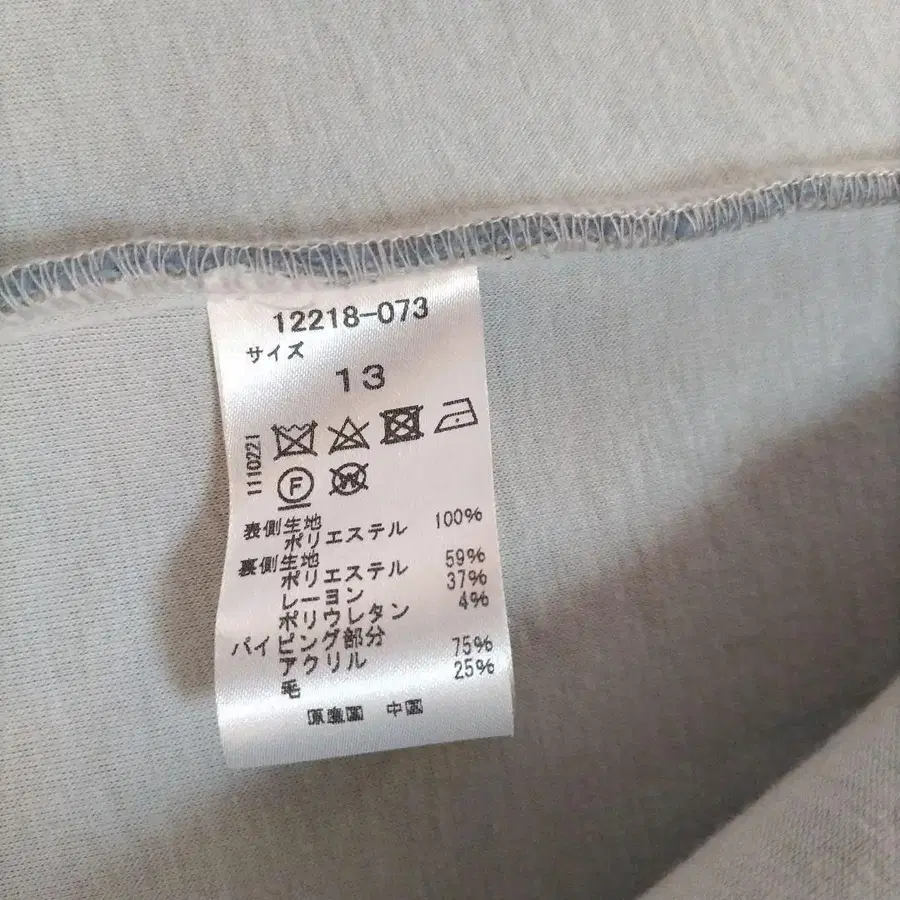 12218-073
サイズ
13
1110221
F
W
表側生地
ポリエステル 100%
裏側生地
ポリエステル 59%
レーヨン 37%
ポリウレタン 4%
パイピング部分
アクリル 75%
毛 25%
原産国 中国